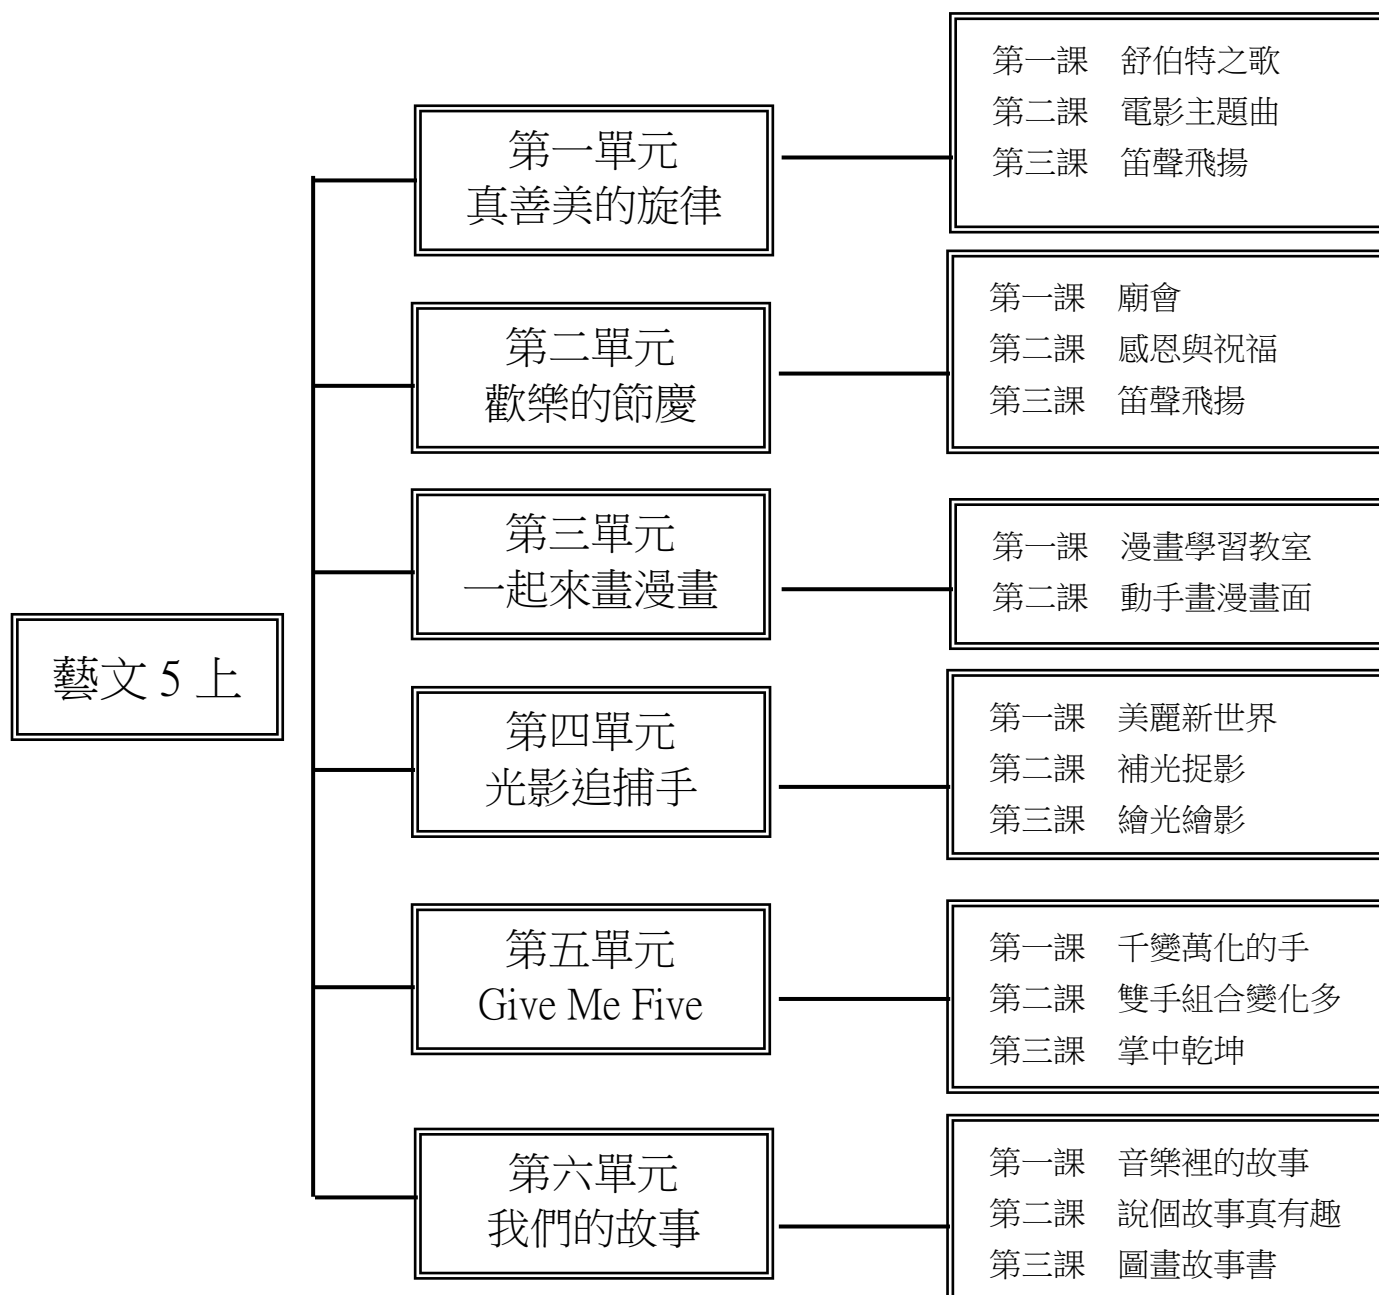 藝文 5 上
第一單元
真善美的旋律
第一課　舒伯特之歌
第二課　電影主題曲
第三課　笛聲飛揚
第二單元
歡樂的節慶
第一課　廟會
第二課　感恩與祝福
第三課　笛聲飛揚
第三單元
一起來畫漫畫
第一課　漫畫學習教室
第二課　動手畫漫畫面
第四單元
光影追捕手
第一課　美麗新世界
第二課　補光捉影
第三課　繪光繪影
第五單元
Give Me Five
第一課　千變萬化的手
第二課　雙手組合變化多
第三課　掌中乾坤
第六單元
我們的故事
第一課　音樂裡的故事
第二課　說個故事真有趣
第三課　圖畫故事書